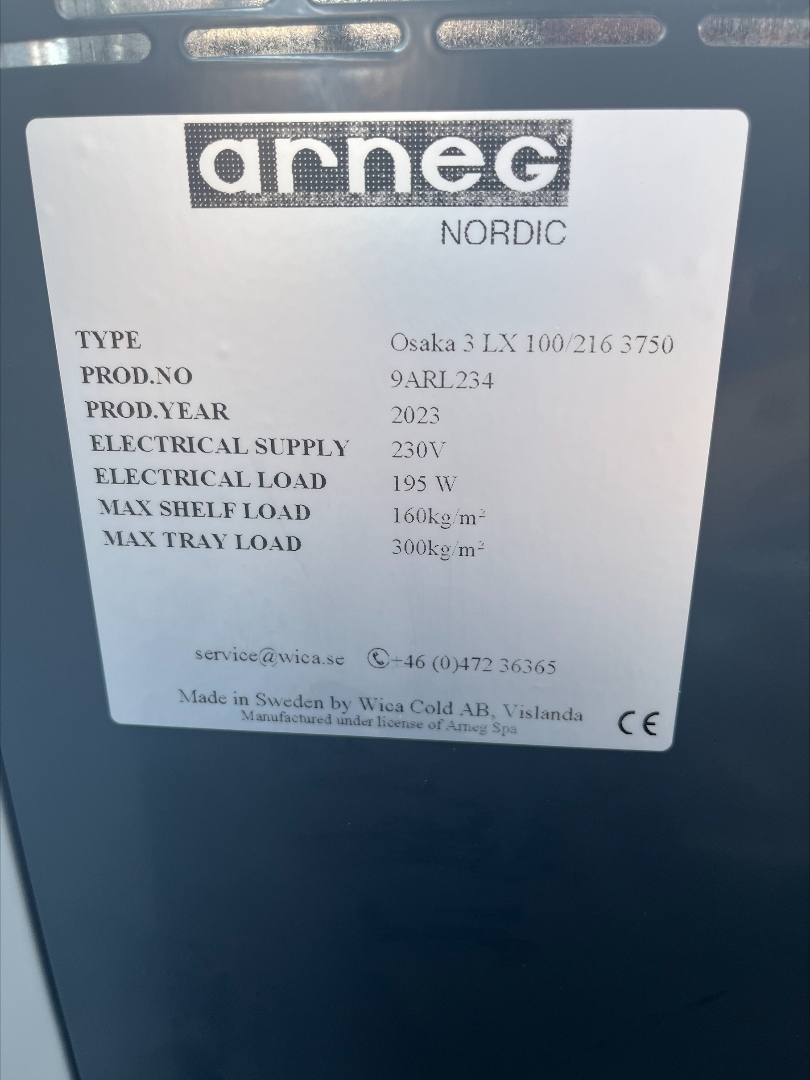 arneg®
NORDIC
TYPE Osaka 3 LX 100/216 3750
PROD.NO 9ARL234
PROD.YEAR 2023
ELECTRICAL SUPPLY 230V
ELECTRICAL LOAD 195 W
MAX SHELF LOAD 160kg/m²
MAX TRAY LOAD 300kg/m²
service@wica.se ✆+46 (0)472 36365
Made in Sweden by Wica Cold AB, Vislanda
Manufactured under license of Arneg Spa
CE